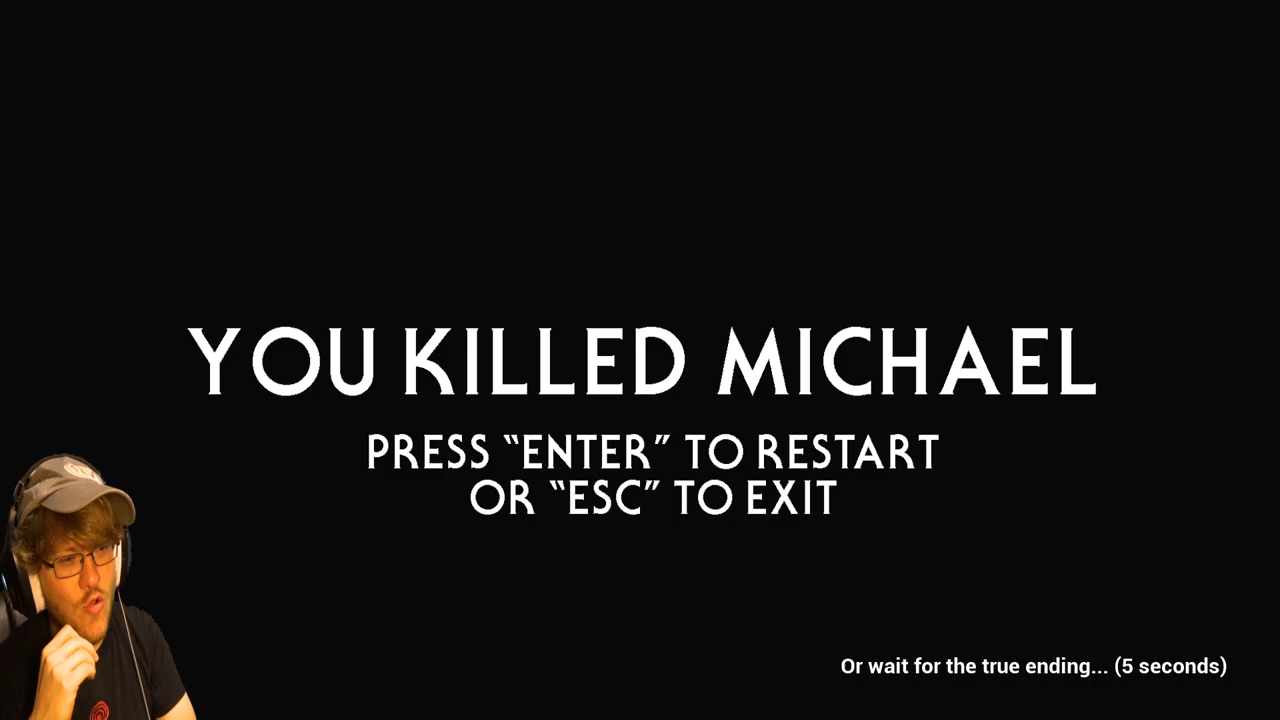 YOU KILLED MICHAEL
PRESS “ENTER” TO RESTART
OR “ESC” TO EXIT
Or wait for the true ending... (5 seconds)